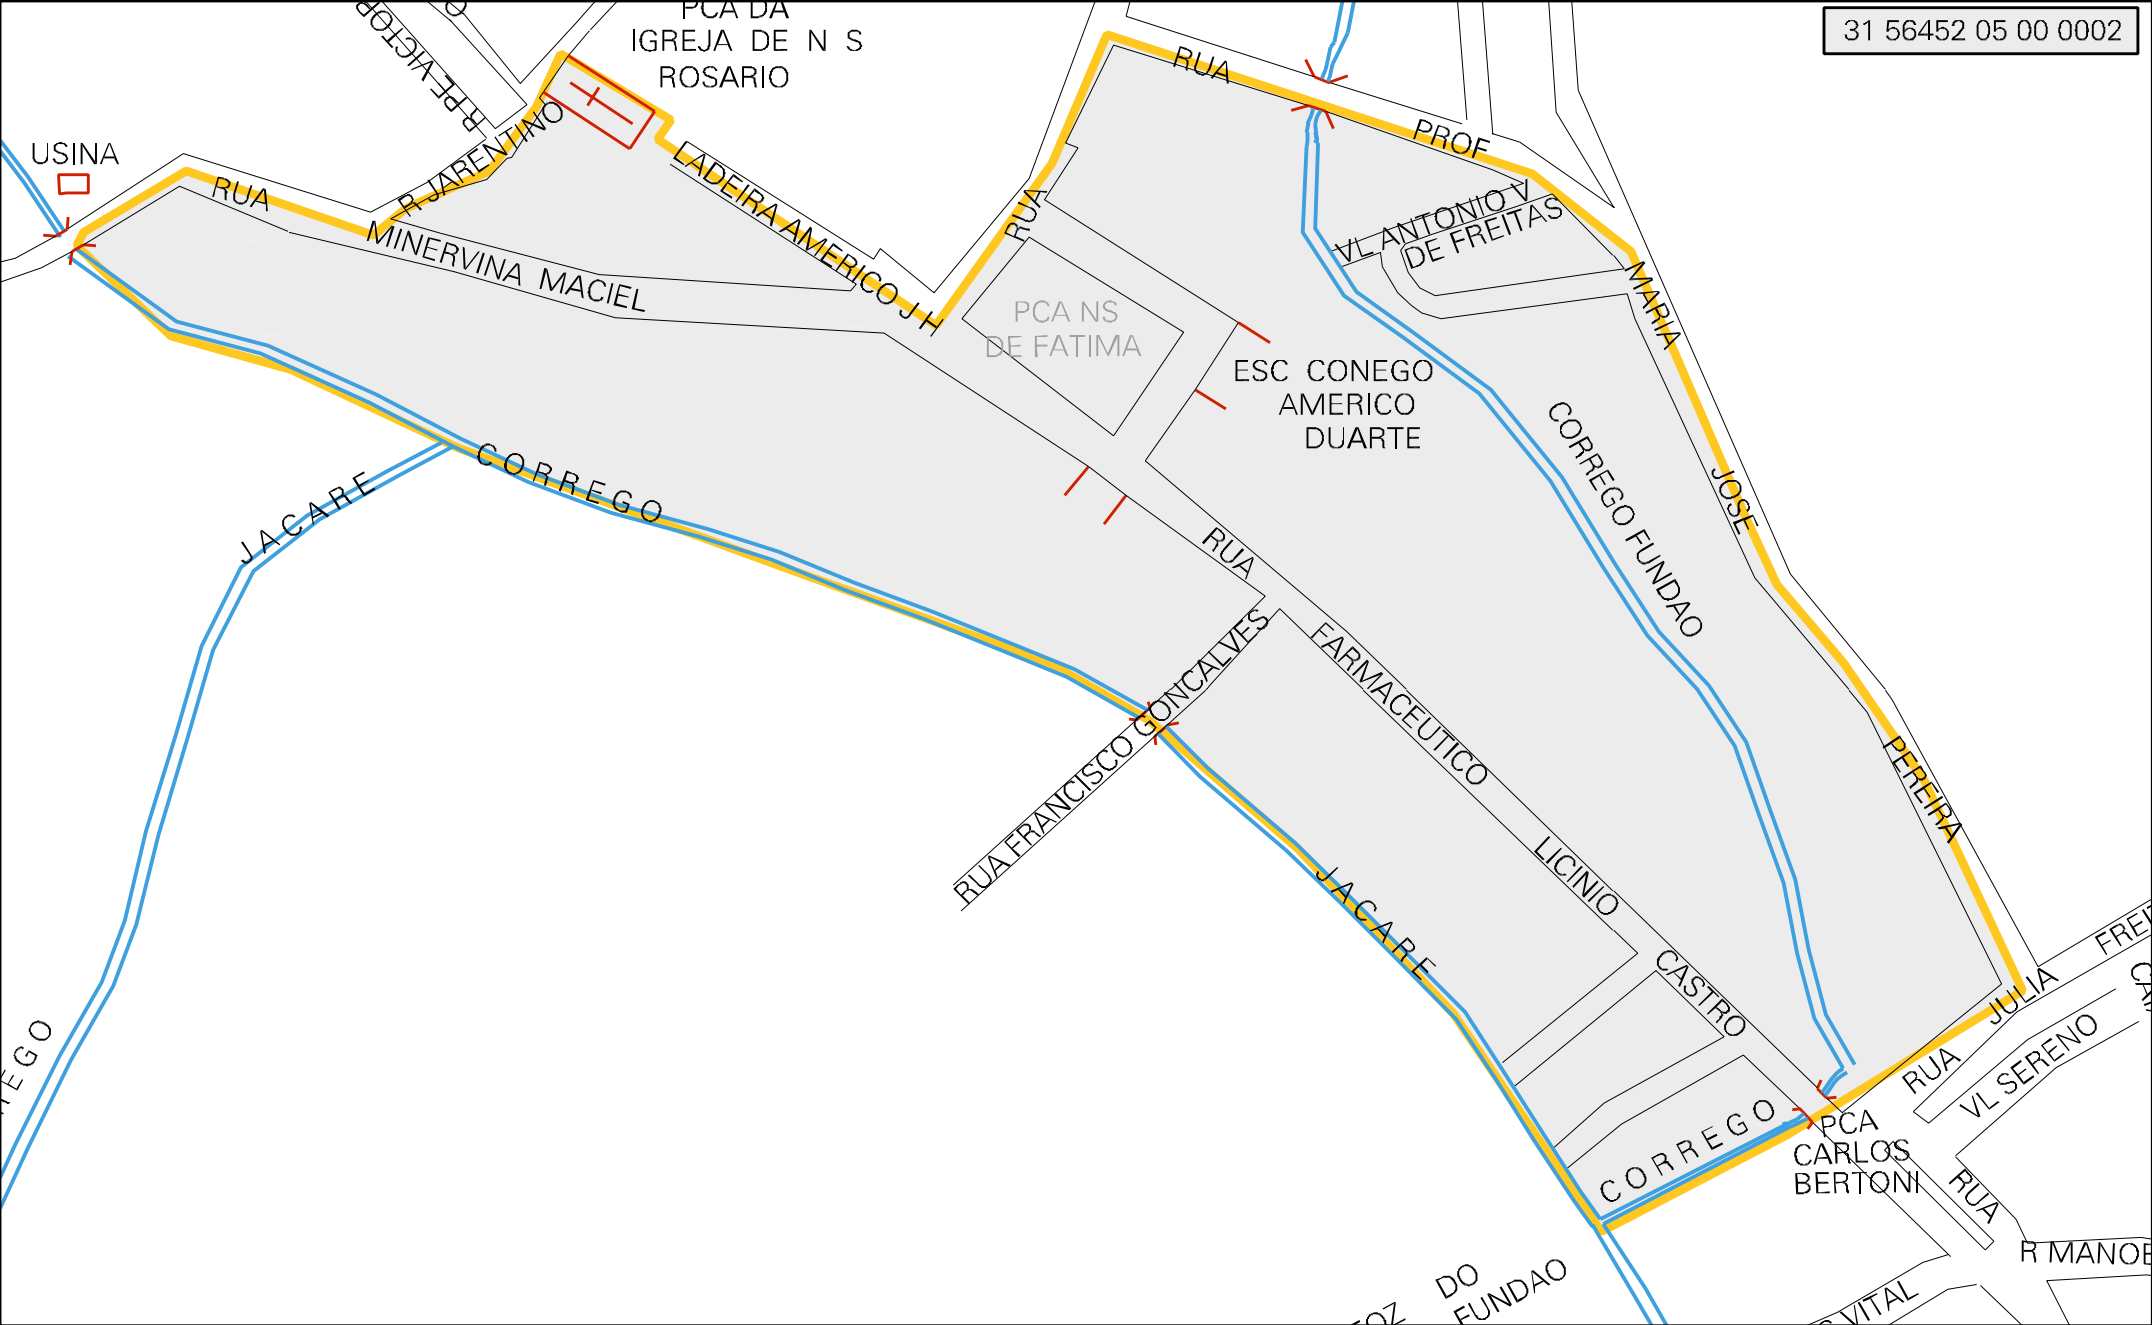 31 56452 05 00 0002
PCA DA
IGREJA DE N S
ROSARIO
R PE VICTOR
USINA
RUA
MINERVINA MACIEL
R JARENTINO
LADEIRA AMERICO J H
RUA
RUA PROF MARIA JOSE PEREIRA
VL ANTONIO V
DE FREITAS
PCA NS
DE FATIMA
ESC CONEGO
AMERICO
DUARTE
CORREGO FUNDAO
CORREGO JACARE
JACARE
RUA FARMACEUTICO LICINIO CASTRO
RUA FRANCISCO GONCALVES
CORREGO
DO
FUNDAO
PCA
CARLOS
BERTONI
RUA JULIA
VL SERENO
RUA
R MANOE
VITAL